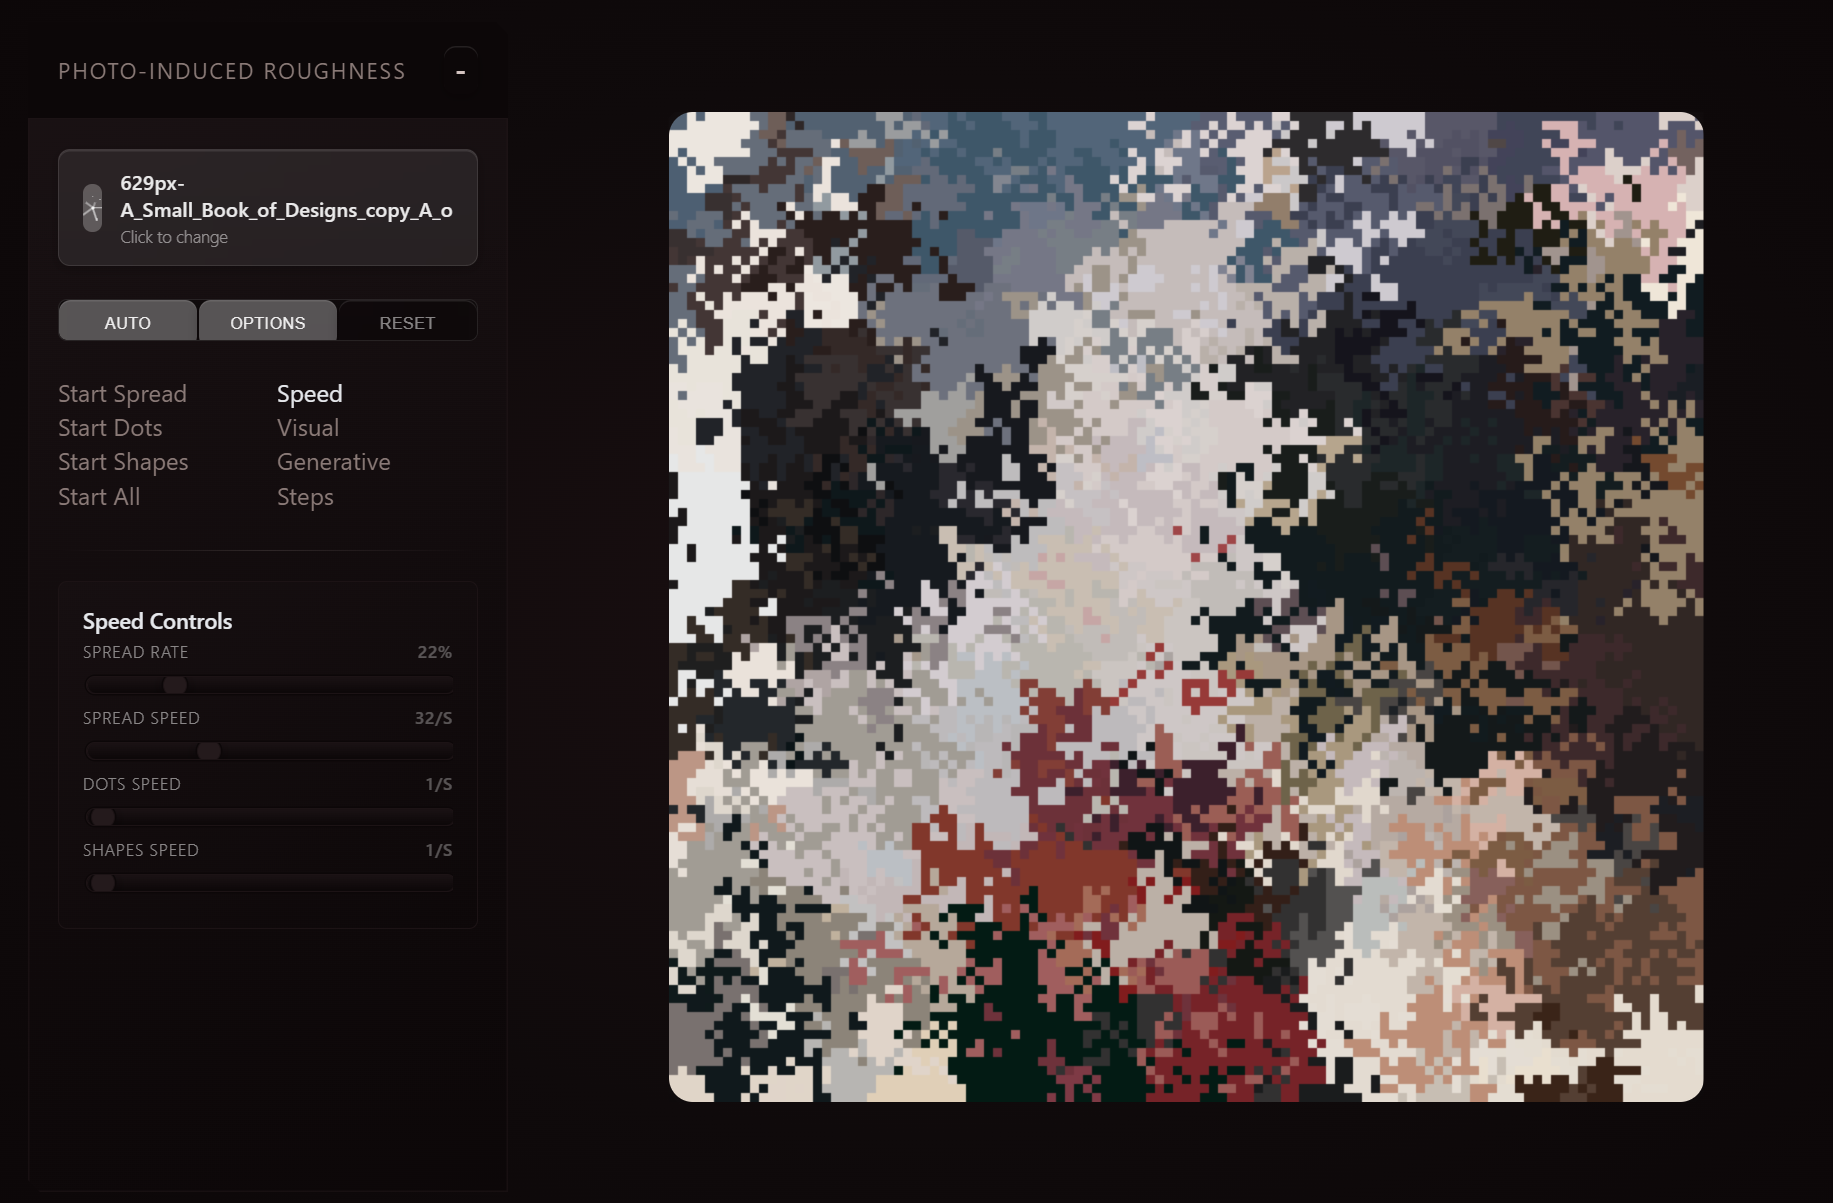 PHOTO-INDUCED ROUGHNESS
-
629px-
A_Small_Book_of_Designs_copy_A_o
Click to change
AUTO
OPTIONS
RESET
Start Spread
Speed
Start Dots
Visual
Start Shapes
Generative
Start All
Steps
Speed Controls
SPREAD RATE
22%
SPREAD SPEED
32/S
DOTS SPEED
1/S
SHAPES SPEED
1/S